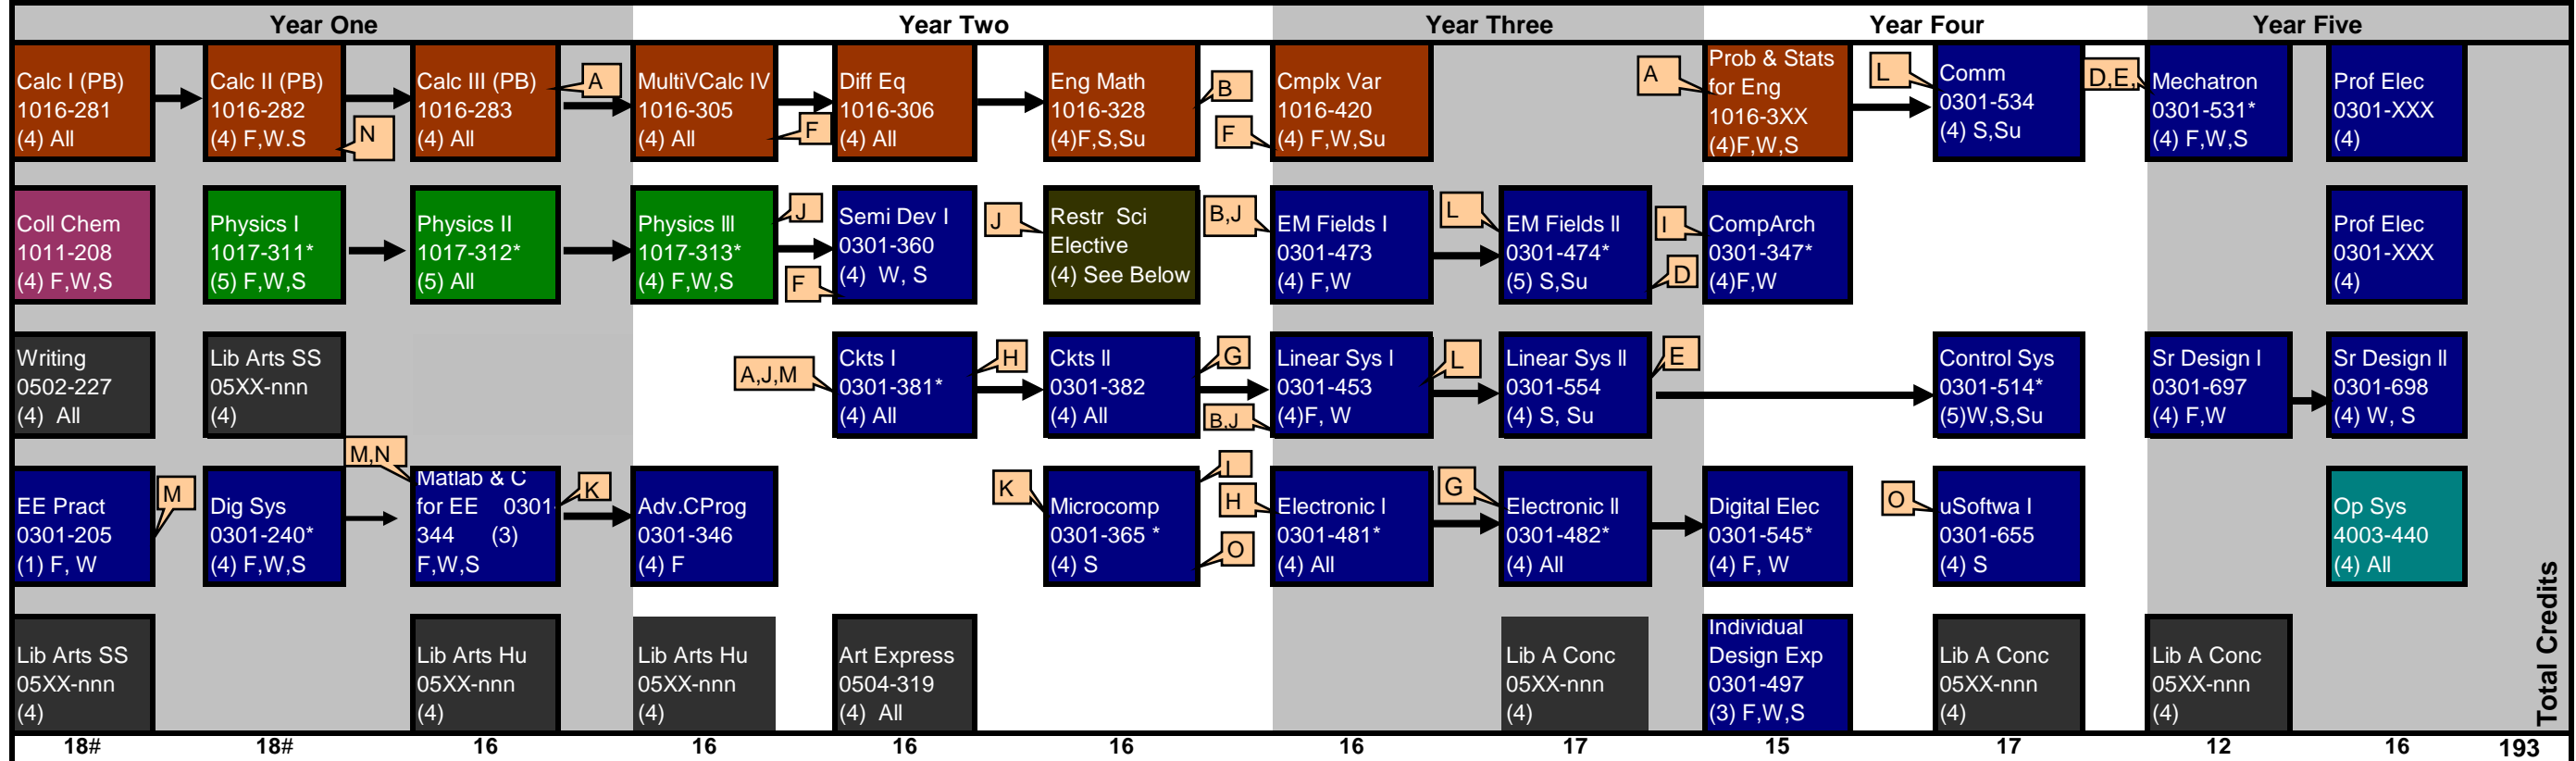 Year One
Year Two
Year Three
Year Four
Year Five
Calc I (PB)
1016-281
(4) All
Calc II (PB)
1016-282
(4) F,W.S
N
Calc III (PB)
1016-283
(4) All
A
MultiVCalc IV
1016-305
(4) All
F
Diff Eq
1016-306
(4) All
Eng Math
1016-328
(4)F,S,Su
B
F
Cmplx Var
1016-420
(4) F,W,Su
A
Prob & Stats
for Eng
1016-3XX
(4)F,W,S
L
Comm
0301-534
(4) S,Su
D,E,
Mechatron
0301-531*
(4) F,W,S
Prof Elec
0301-XXX
(4)
Coll Chem
1011-208
(4) F,W,S
Physics I
1017-311*
(5) F,W,S
Physics II
1017-312*
(5) All
Physics III
1017-313*
(4) F,W,S
J
F
Semi Dev I
0301-360
(4) W, S
J
Restr Sci
Elective
(4) See Below
B,J
EM Fields I
0301-473
(4) F,W
L
EM Fields II
0301-474*
(5) S,Su
I
D
CompArch
0301-347*
(4)F,W
Prof Elec
0301-XXX
(4)
Writing
0502-227
(4) All
Lib Arts SS
05XX-nnn
(4)
A,J,M
Ckts I
0301-381*
(4) All
H
Ckts II
0301-382
(4) All
G
B,J
Linear Sys I
0301-453
(4)F, W
L
Linear Sys II
0301-554
(4) S, Su
E
Control Sys
0301-514*
(5)W,S,Su
Sr Design I
0301-697
(4) F,W
Sr Design II
0301-698
(4) W, S
EE Pract
0301-205
(1) F, W
M
Dig Sys
0301-240*
(4) F,W,S
M,N
Matlab & C
for EE 0301-
344 (3)
F,W,S
K
Adv.CProg
0301-346
(4) F
K
Microcomp
0301-365 *
(4) S
I
H
O
Electronic I
0301-481*
(4) All
G
Electronic II
0301-482*
(4) All
Digital Elec
0301-545*
(4) F, W
O
uSoftwa I
0301-655
(4) S
Op Sys
4003-440
(4) All
Lib Arts SS
05XX-nnn
(4)
Lib Arts Hu
05XX-nnn
(4)
Lib Arts Hu
05XX-nnn
(4)
Art Express
0504-319
(4) All
Lib A Conc
05XX-nnn
(4)
Individual
Design Exp
0301-497
(3) F,W,S
Lib A Conc
05XX-nnn
(4)
Lib A Conc
05XX-nnn
(4)
Total Credits
18#
18#
16
16
16
16
16
17
15
17
12
16
193